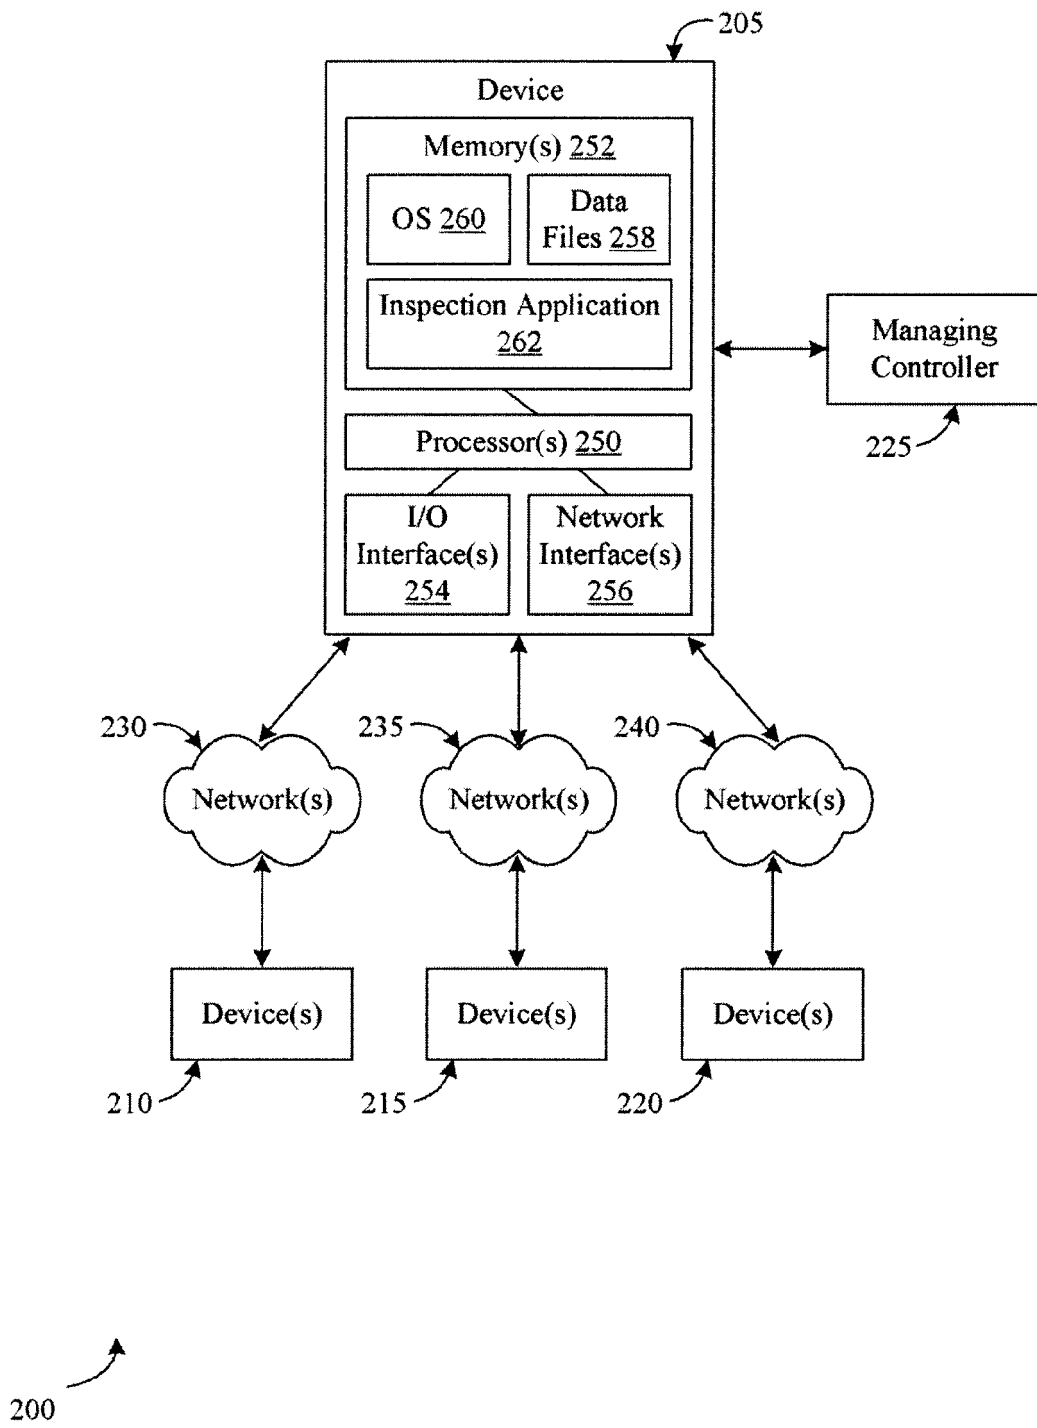 205
Device
Memory(s) 252
OS 260
Data
Files 258
Inspection Application
262
Managing
Controller
225
Processor(s) 250
I/O
Interface(s)
254
Network
Interface(s)
256
230
235
240
Network(s)
Network(s)
Network(s)
Device(s)
Device(s)
Device(s)
210
215
220
200